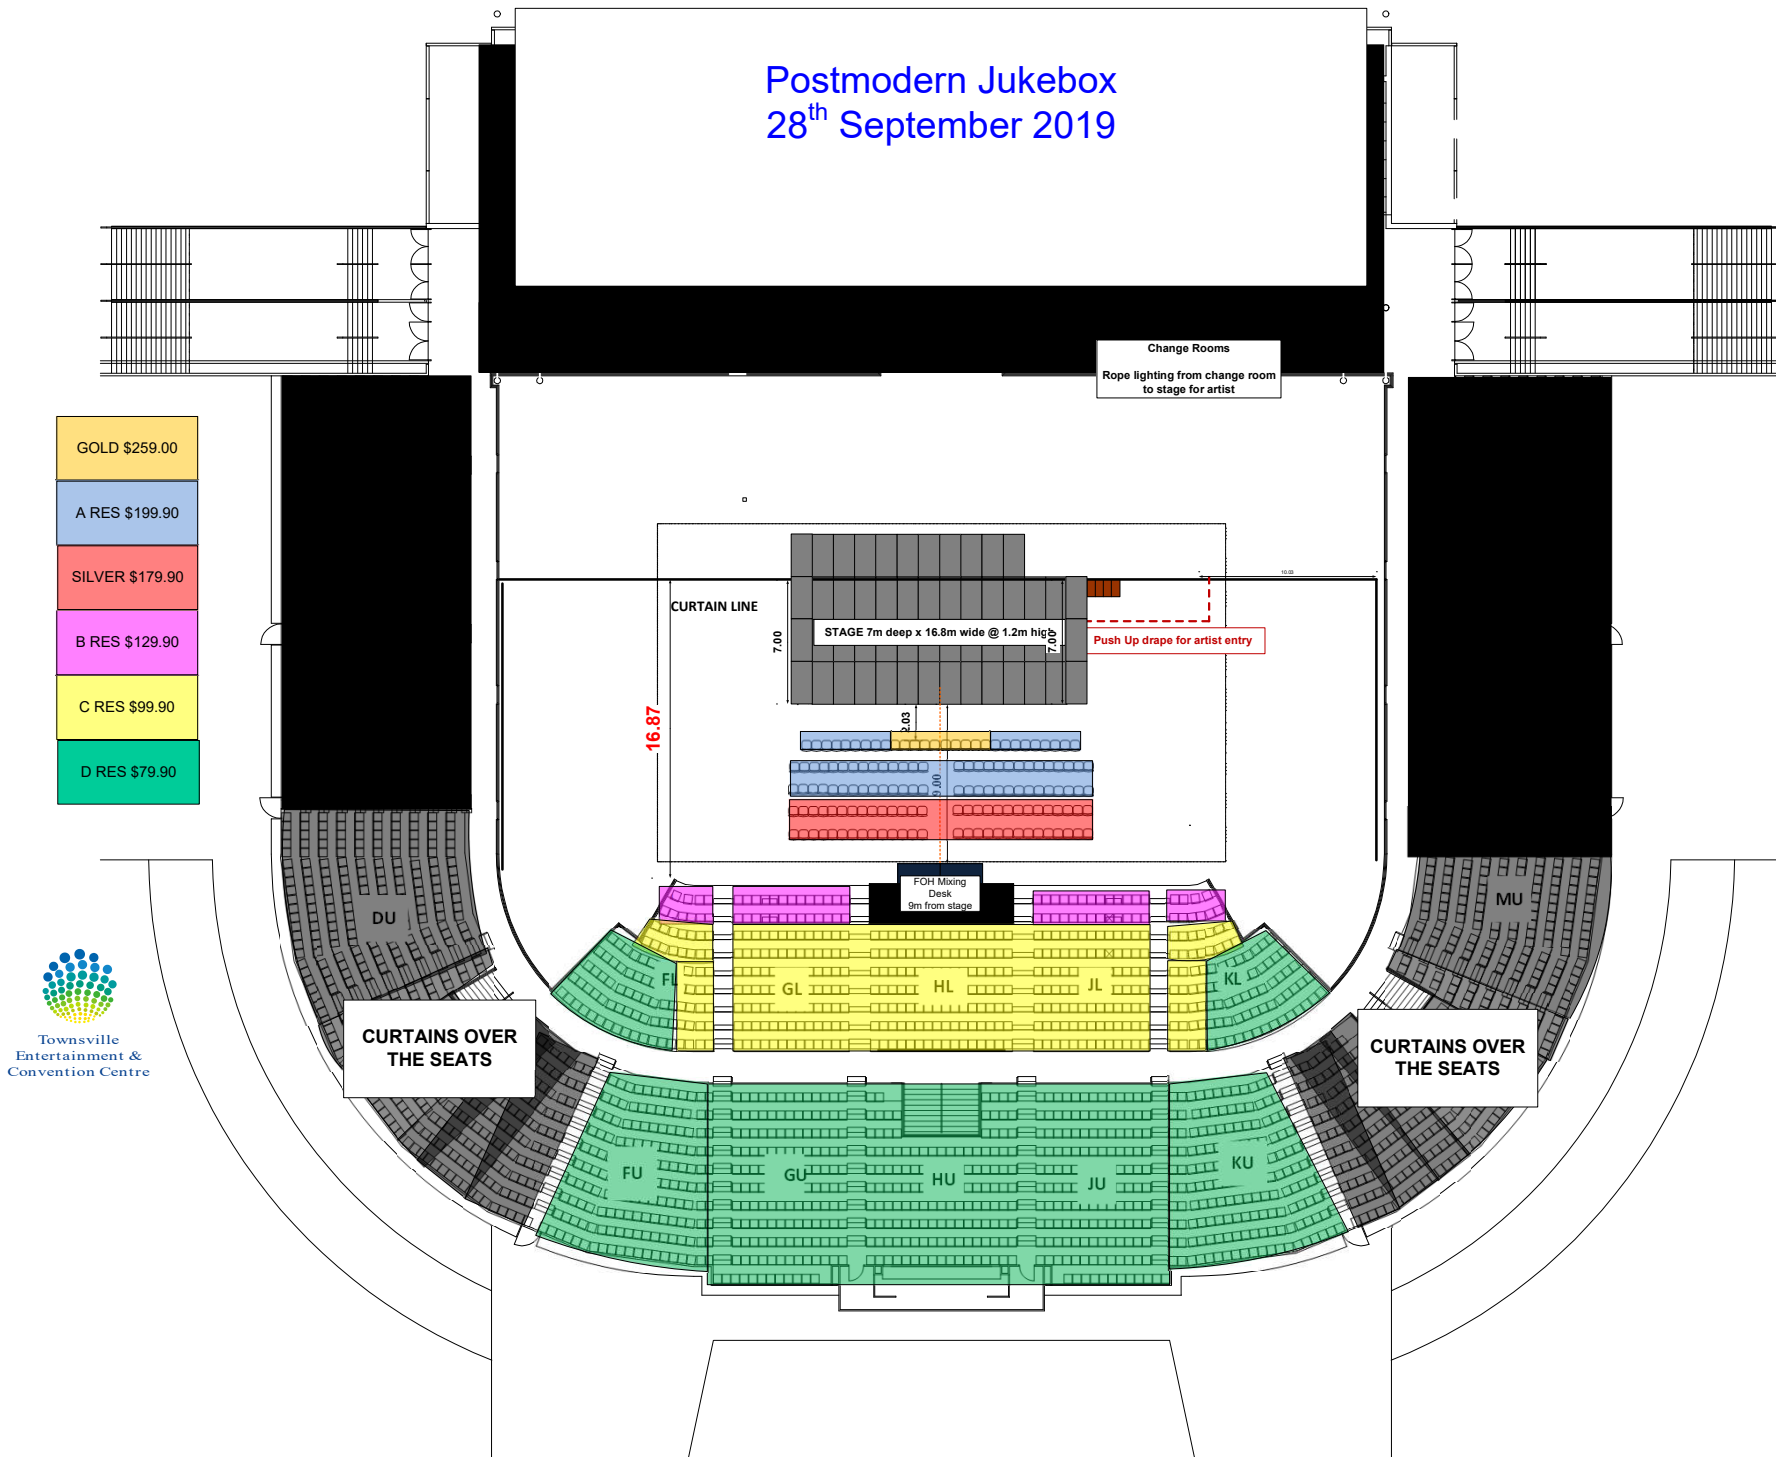 Postmodern Jukebox
28th September 2019
Change Rooms
Rope lighting from change room
to stage for artist
GOLD $259.00
A RES $199.90
SILVER $179.90
B RES $129.90
C RES $99.90
D RES $79.90
10.03
CURTAIN LINE
STAGE 7m deep x 16.8m wide @ 1.2m high
7.00
7.00
Push Up drape for artist entry
16.87
2.03
9.00
FOH Mixing
Desk
9m from stage
DU
MU
FL
GL
HL
JL
KL
CURTAINS OVER
THE SEATS
CURTAINS OVER
THE SEATS
FU
GU
HU
JU
KU
Townsville
Entertainment &
Convention Centre